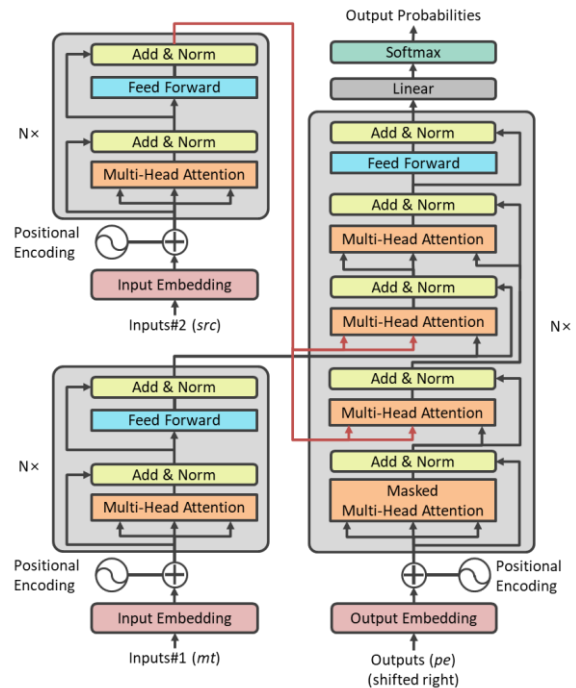 Add & Norm
Feed Forward
Add & Norm
Multi-Head Attention
N×
Positional
Encoding
Input Embedding
Inputs#2 (src)
Add & Norm
Feed Forward
Add & Norm
Multi-Head Attention
N×
Positional
Encoding
Input Embedding
Inputs#1 (mt)
Output Probabilities
Softmax
Linear
Add & Norm
Feed Forward
Add & Norm
Multi-Head Attention
Add & Norm
Multi-Head Attention
N×
Add & Norm
Multi-Head Attention
Add & Norm
Masked
Multi-Head Attention
Positional
Encoding
Output Embedding
Outputs (pe)
(shifted right)